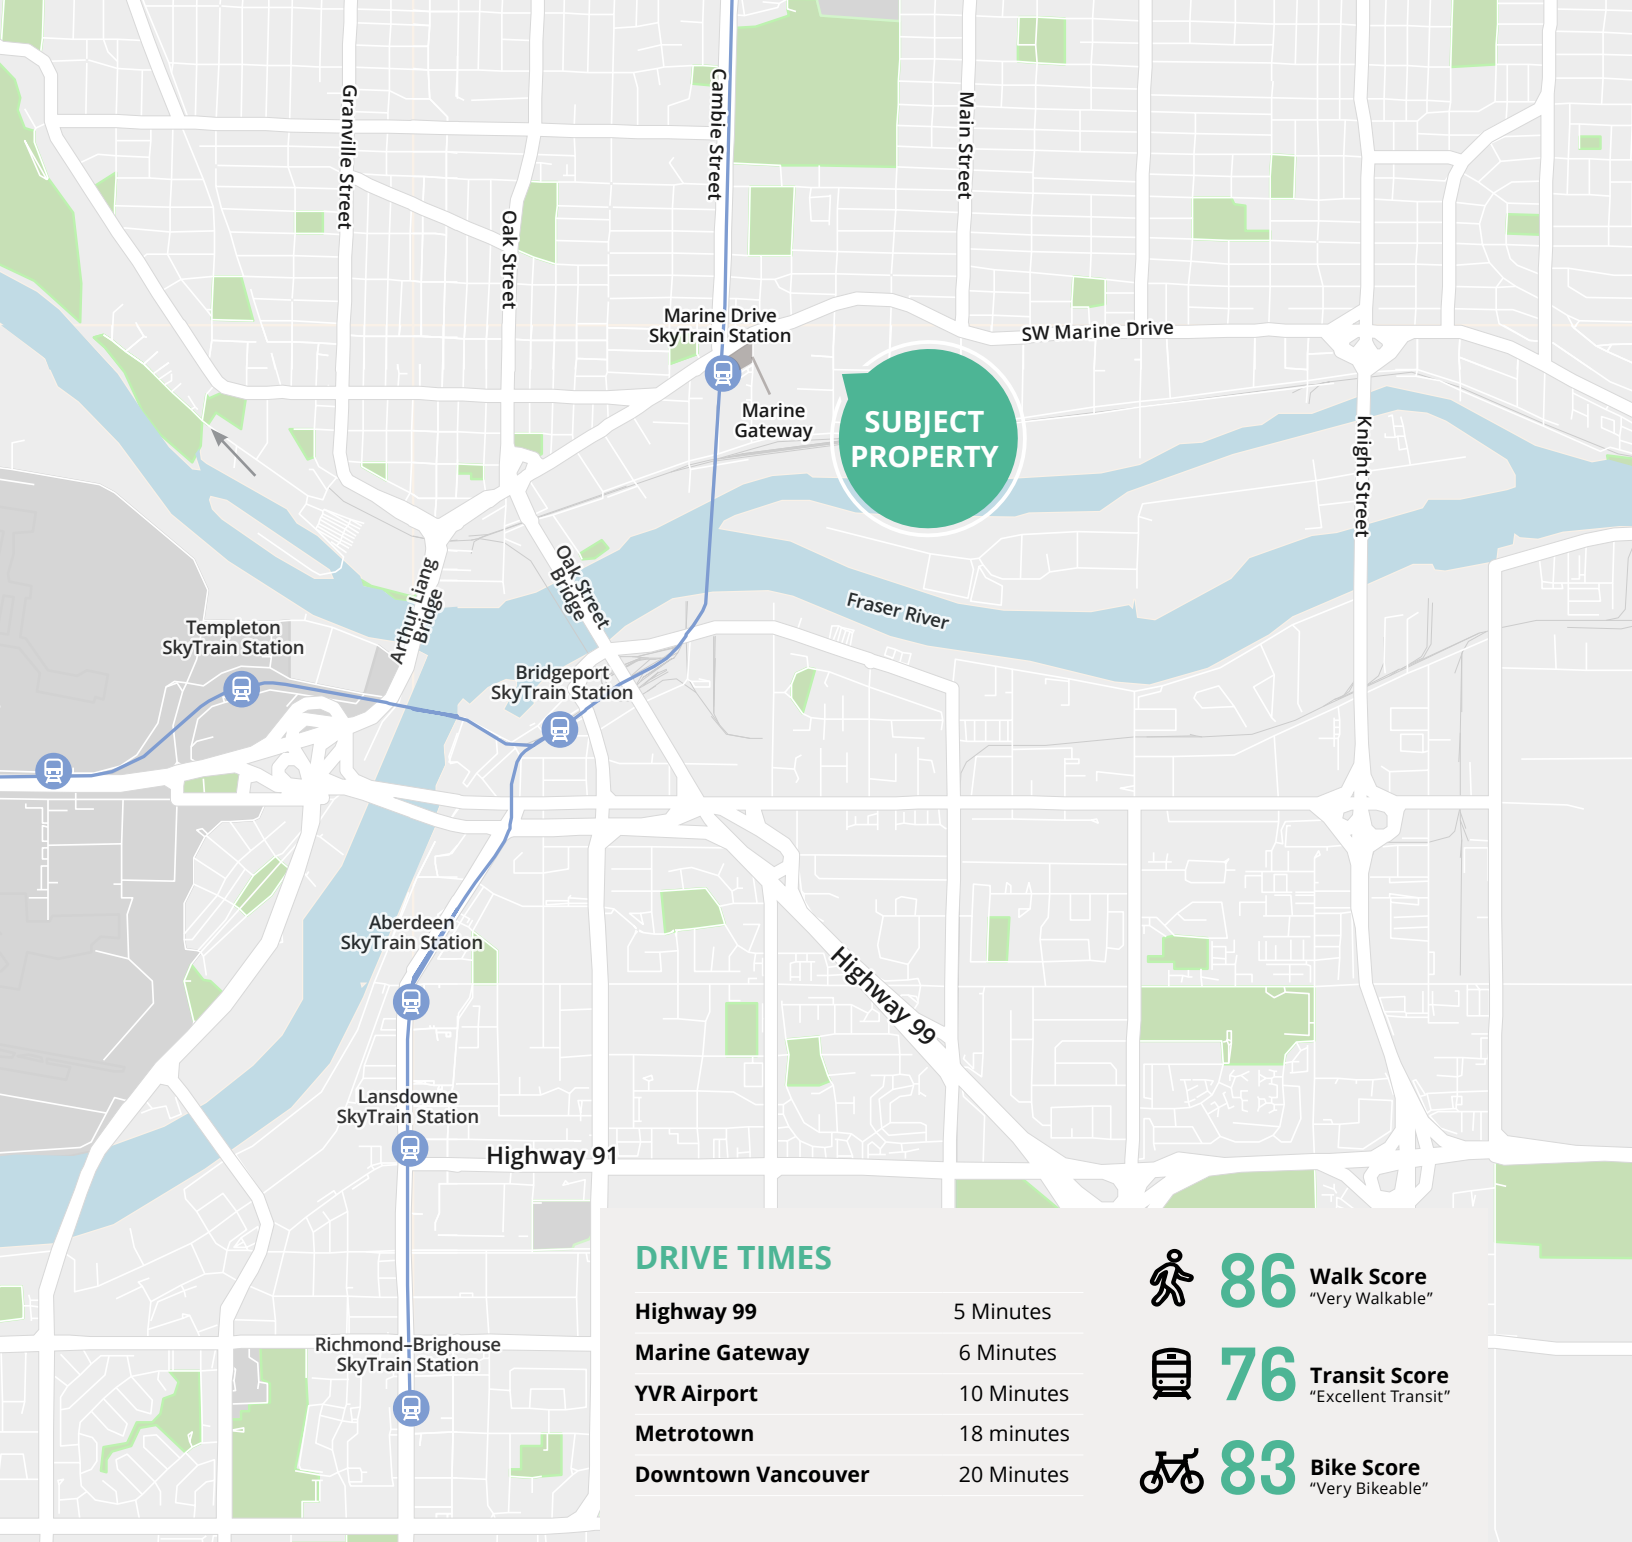 Granville Street
Oak Street
Cambie Street
Main Street
Marine Drive
SkyTrain Station
SW Marine Drive
Marine
Gateway
SUBJECT
PROPERTY
Knight Street
Arthur Liang
Bridge
Oak Street
Bridge
Fraser River
Templeton
SkyTrain Station
Bridgeport
SkyTrain Station
Aberdeen
SkyTrain Station
Highway 99
Lansdowne
SkyTrain Station
Highway 91
Richmond–Brighouse
SkyTrain Station
DRIVE TIMES
Highway 99 5 Minutes
Marine Gateway 6 Minutes
YVR Airport 10 Minutes
Metrotown 18 minutes
Downtown Vancouver 20 Minutes
86 Walk Score
“Very Walkable”
76 Transit Score
“Excellent Transit”
83 Bike Score
“Very Bikeable”